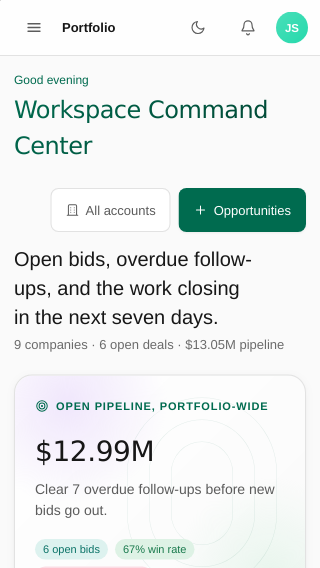 Portfolio
JS
Good evening
Workspace Command
Center
All accounts
Opportunities
Open bids, overdue follow-
ups, and the work closing
in the next seven days.
9 companies · 6 open deals · $13.05M pipeline
OPEN PIPELINE, PORTFOLIO-WIDE
$12.99M
Clear 7 overdue follow-ups before new
bids go out.
6 open bids
67% win rate